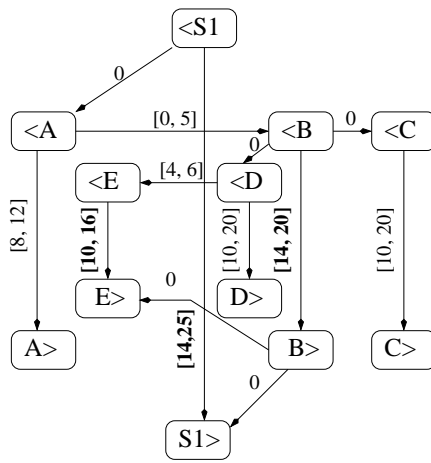 <S1
0
<A
[0, 5]
<B
0
<C
0
<E
[4, 6]
<D
[8, 12]
[10, 16]
[10, 20]
[14, 20]
[10, 20]
E>
0
D>
[14,25]
A>
B>
C>
0
S1>